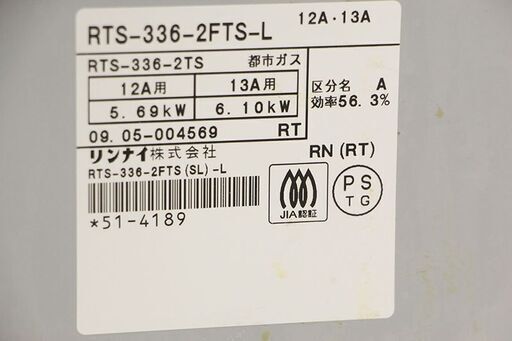 RTS-336-2FTS-L 12A・13A
RTS-336-2TS 都市ガス
12A用 13A用
5.69kW 6.10kW
区分名 A
効率56.3%
09.05-004569 RT
リンナイ株式会社
RN(RT)
RTS-336-2FTS(SL)-L
*51-4189
JIA認証
PS
TG